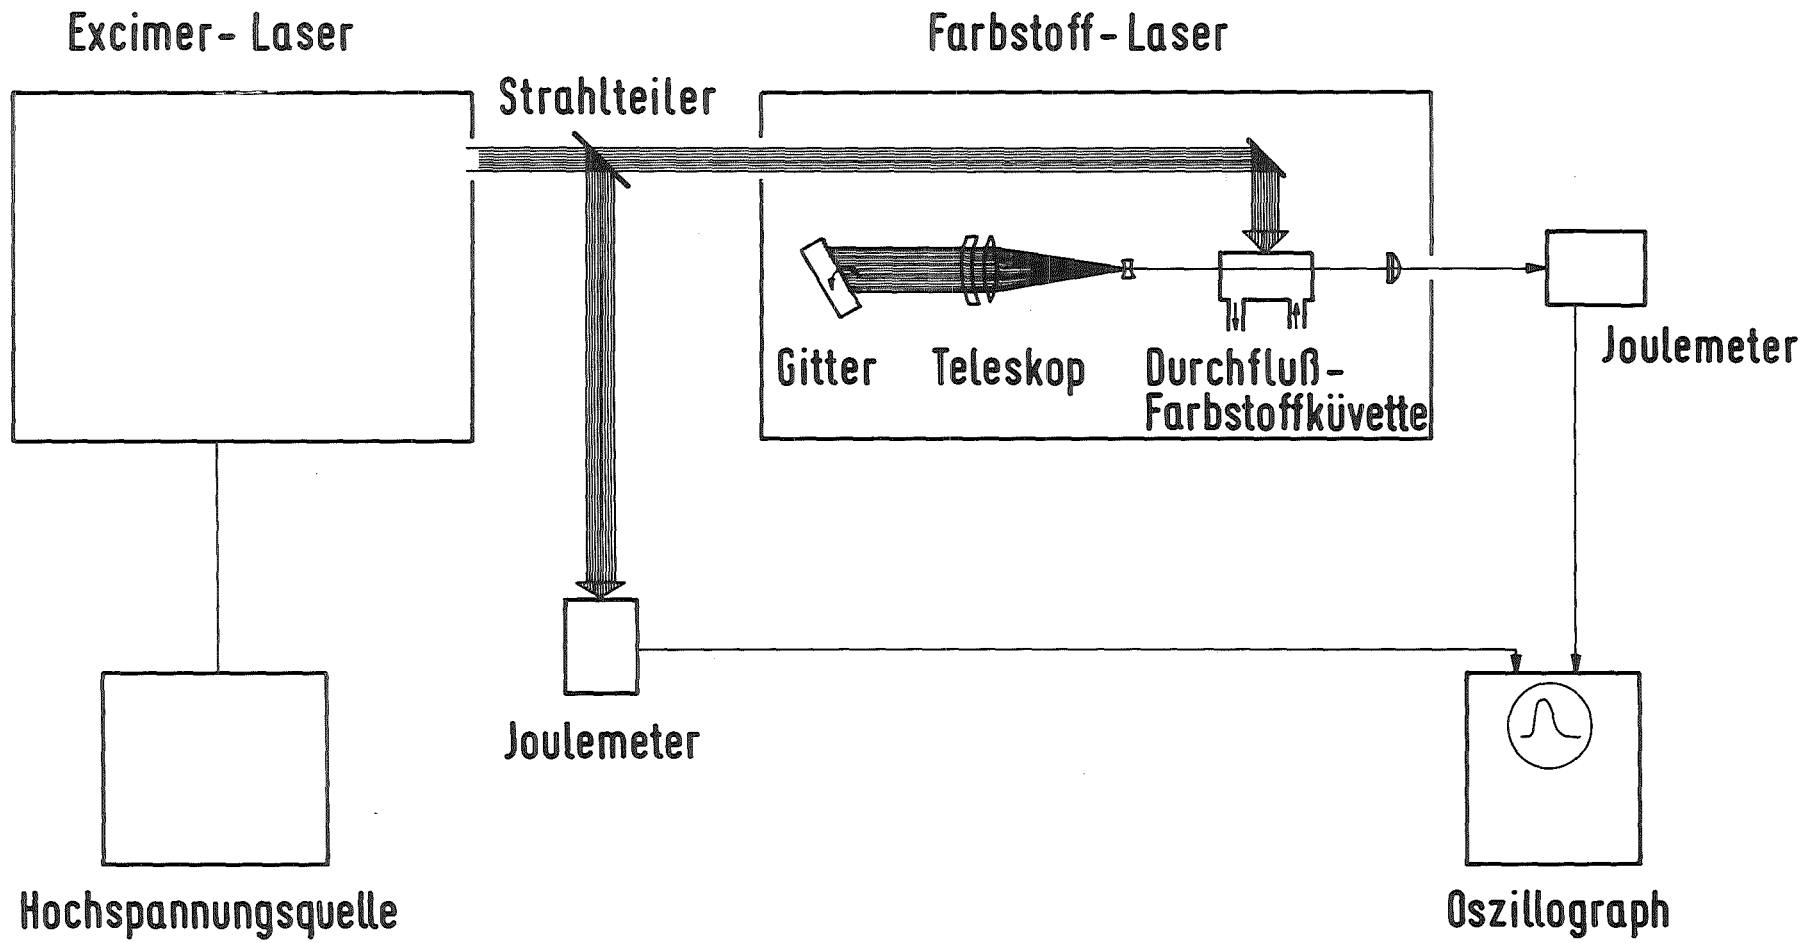 Excimer- Laser
Farbstoff-Laser
Strahlteiler
Gitter
Teleskop
Durchfluß-
Farbstoffküvette
Joulemeter
Joulemeter
Hochspannungsquelle
Oszillograph